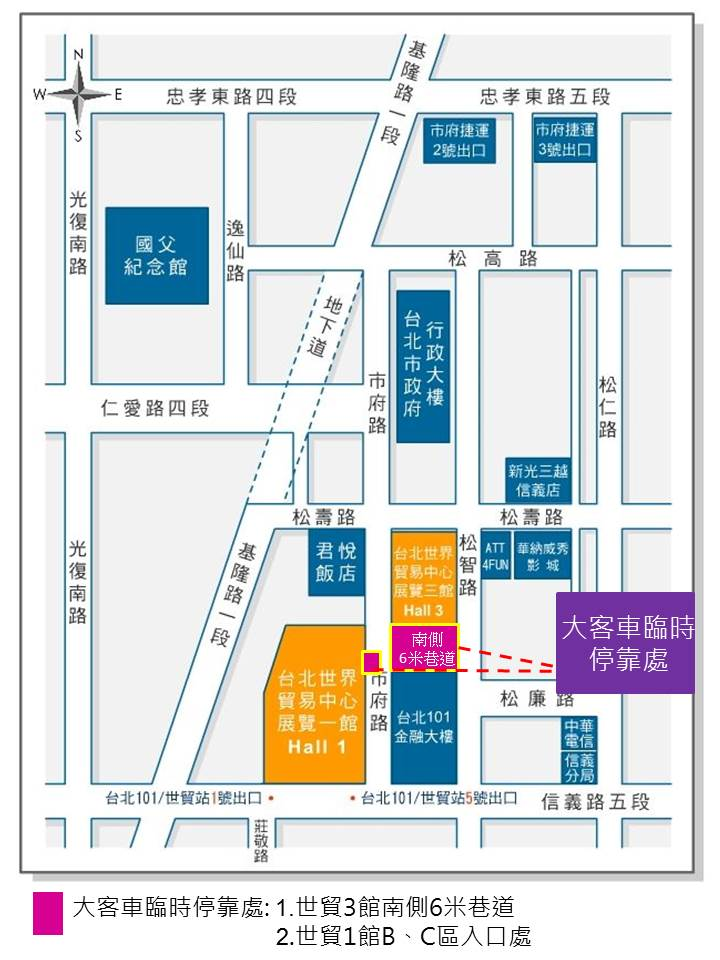 N
W
E
S
忠孝東路四段
基隆路一段
忠孝東路五段
市府捷運
2號出口
市府捷運
3號出口
光復南路
國父
紀念館
逸仙路
松高路
地下道
台北市政府
行政大樓
市府路
松仁路
仁愛路四段
新光三越
信義店
松壽路
松壽路
光復南路
基隆路一段
君悅
飯店
台北世界
貿易中心
展覽三館
Hall 3
松智路
ATT
4FUN
華納威秀
影城
南側
6米巷道
大客車臨時
停靠處
台北世界
貿易中心
展覽一館
Hall 1
市府路
台北101
金融大樓
松廉路
中華
電信
信義
分局
台北101/世貿站1號出口
台北101/世貿站5號出口
信義路五段
莊敬路
大客車臨時停靠處: 1.世貿3館南側6米巷道
2.世貿1館B、C區入口處